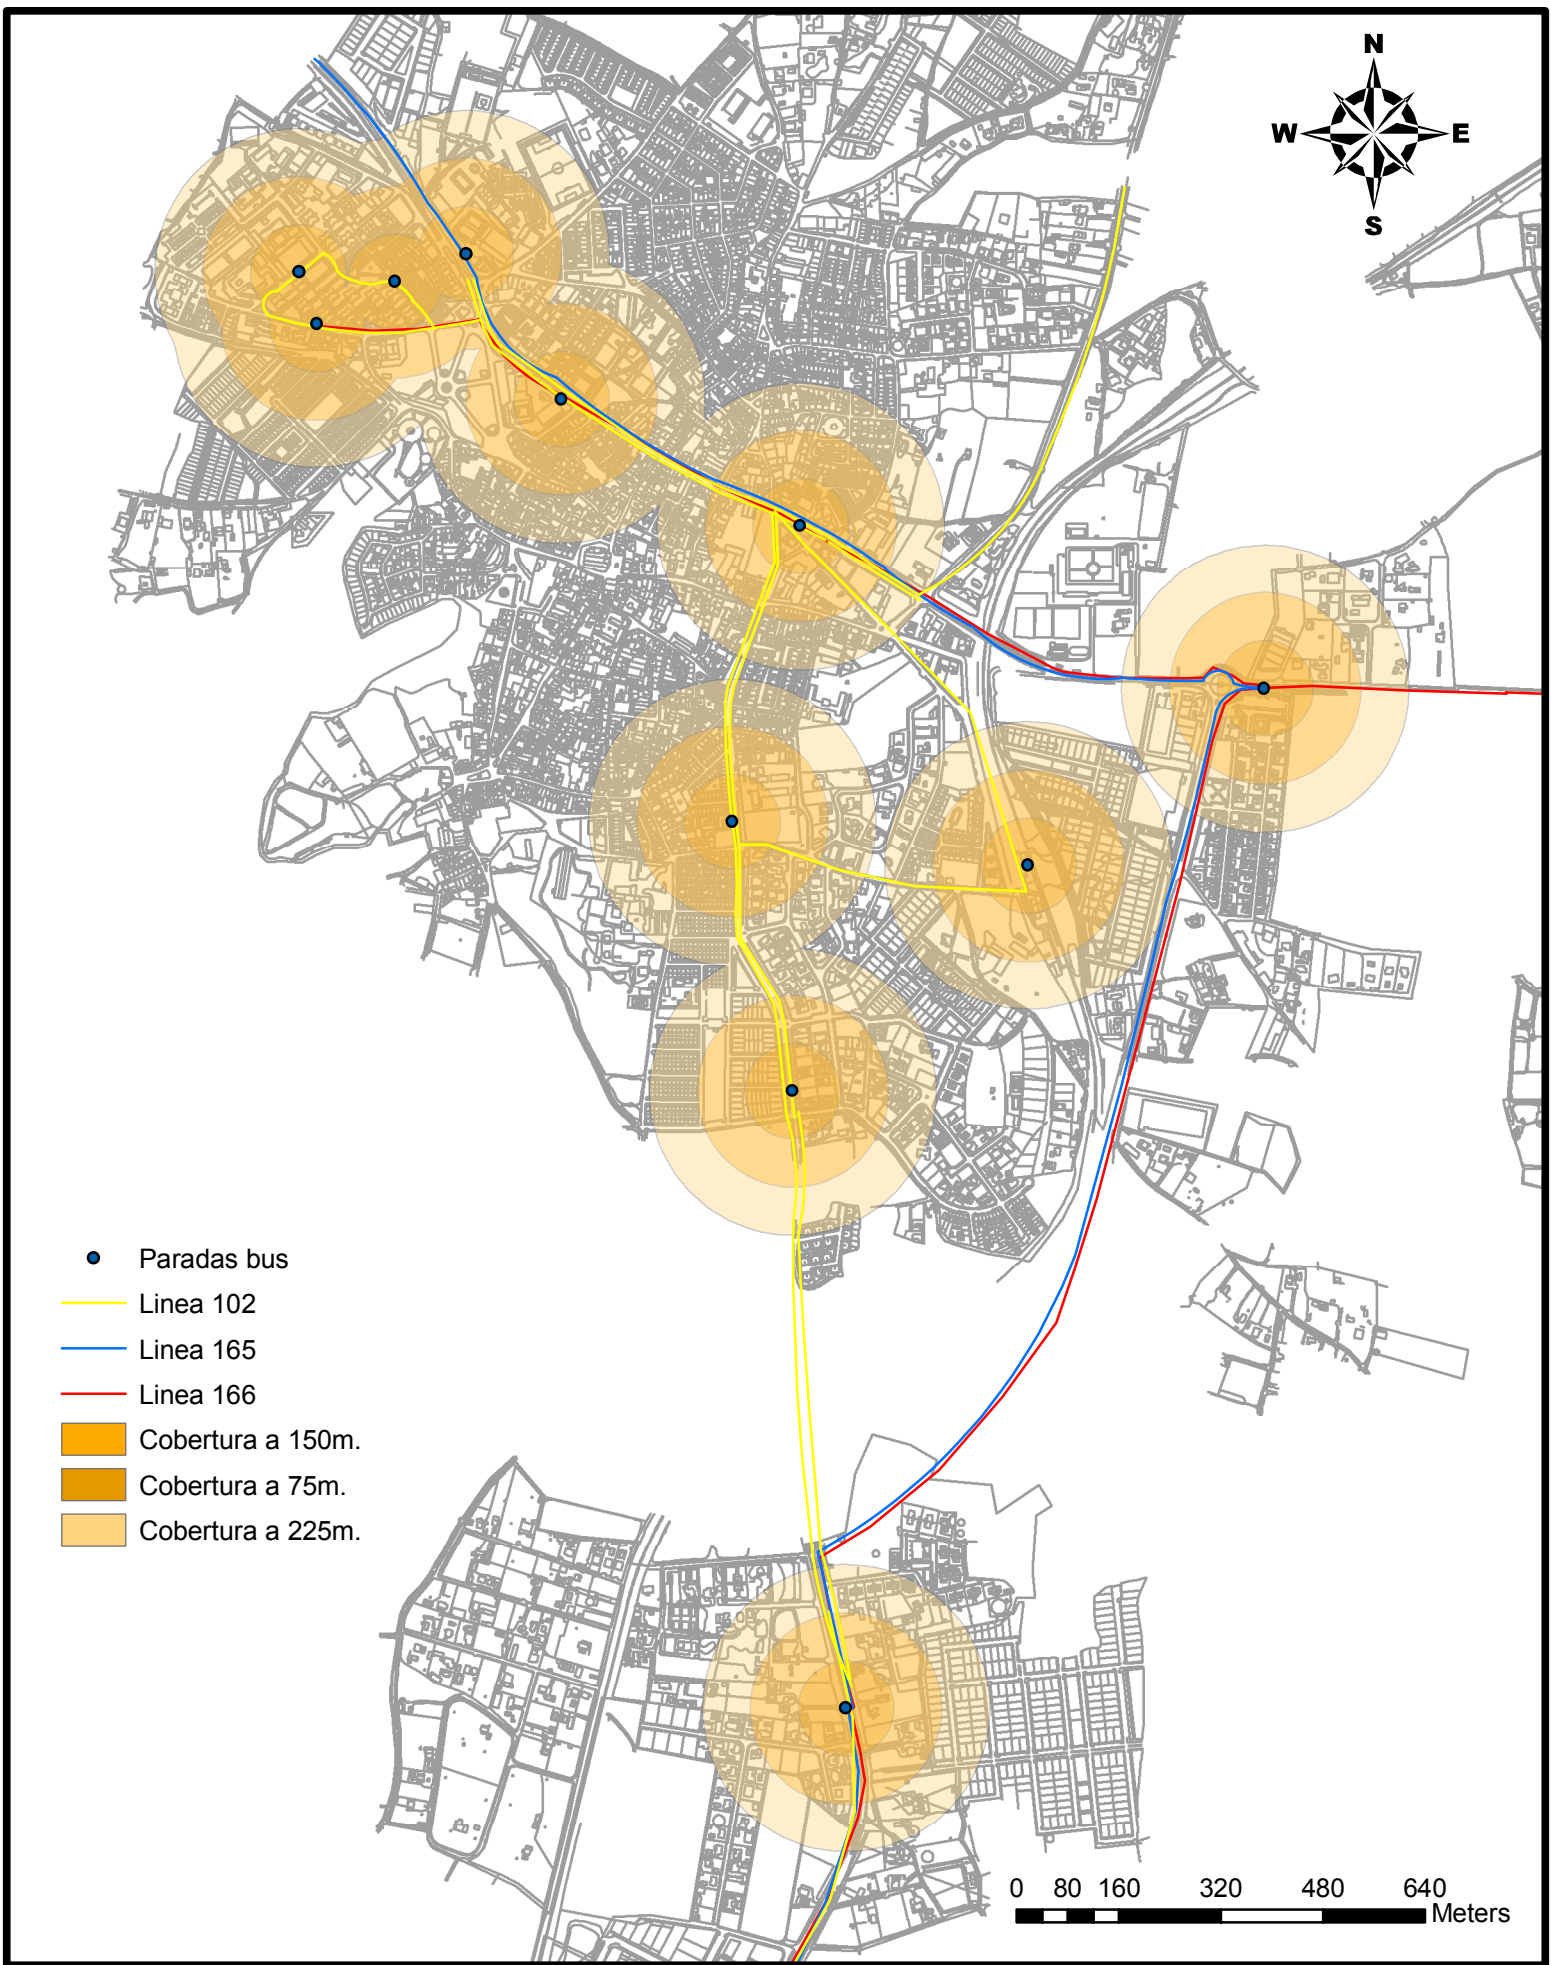 N
W E
S
Paradas bus
Linea 102
Linea 165
Linea 166
Cobertura a 150m.
Cobertura a 75m.
Cobertura a 225m.
0 80 160 320 480 640
Meters